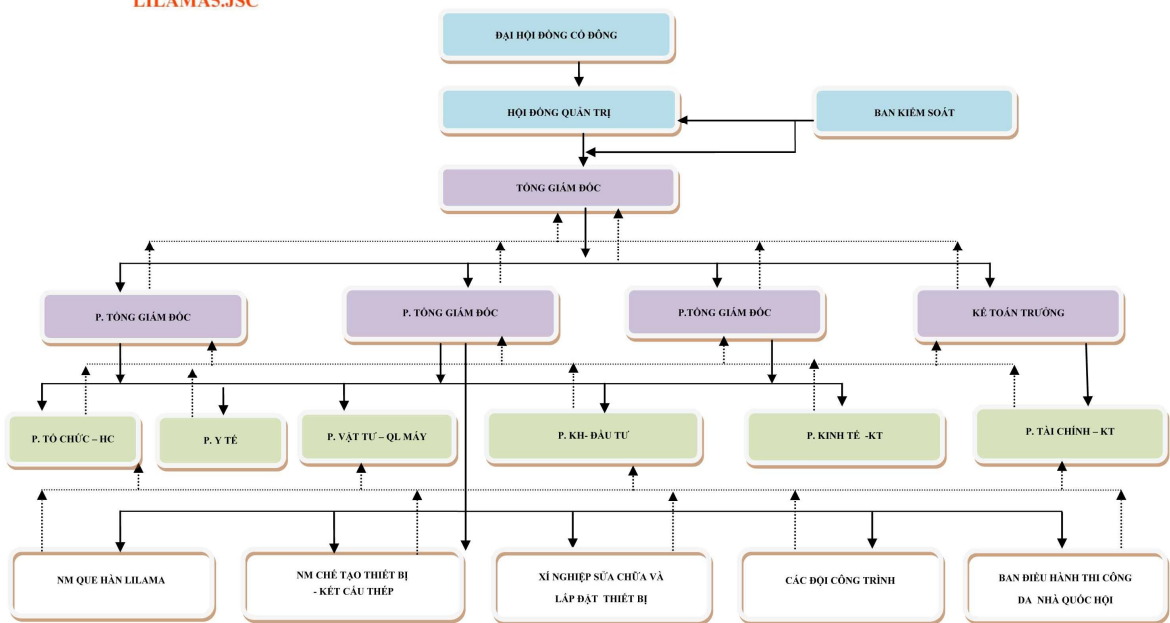 LILAMA5.JSC
ĐẠI HỘI ĐỒNG CỔ ĐÔNG
HỘI ĐỒNG QUẢN TRỊ
BAN KIỂM SOÁT
TỔNG GIÁM ĐỐC
P. TỔNG GIÁM ĐỐC
P. TỔNG GIÁM ĐỐC
P.TỔNG GIÁM ĐỐC
KẾ TOÁN TRƯỞNG
P. TỔ CHỨC – HC
P. Y TẾ
P. VẬT TƯ – QL MÁY
P. KH- ĐẦU TƯ
P. KINH TẾ -KT
P. TÀI CHÍNH – KT
NM QUE HÀN LILAMA
NM CHẾ TẠO THIẾT BỊ
- KẾT CẤU THÉP
XÍ NGHIỆP SỬA CHỮA VÀ
LẮP ĐẶT THIẾT BỊ
CÁC ĐỘI CÔNG TRÌNH
BAN ĐIỀU HÀNH THI CÔNG
DA NHÀ QUỐC HỘI